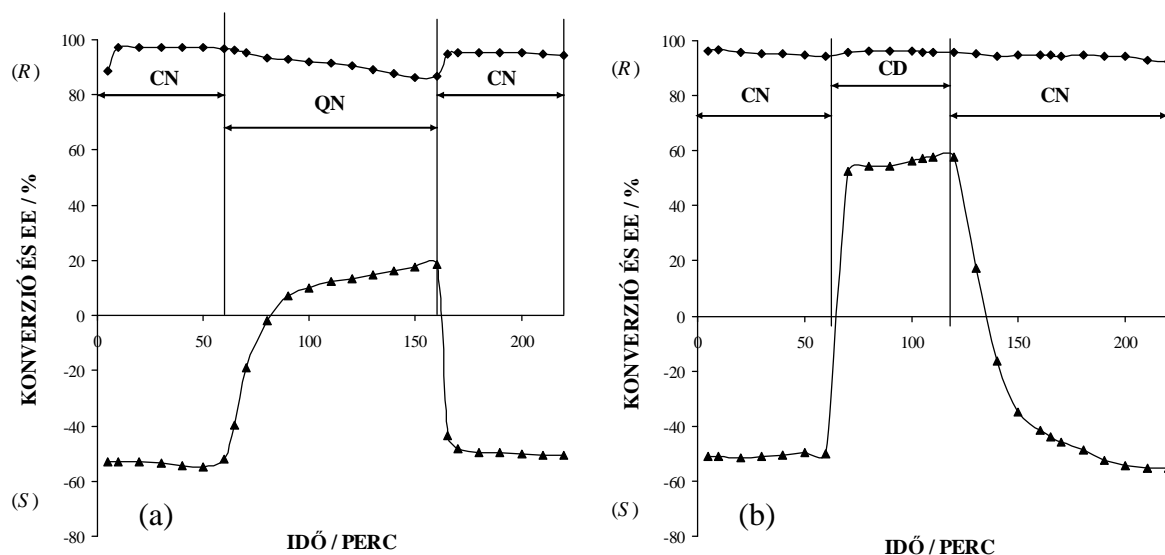 KONVERZIÓ ÉS EE / %
(R)
(S)
100
80
60
40
20
0
-20
-40
-60
-80
CN
QN
CN
0
50
100
150
200
(a)
IDŐ / PERC
KONVERZIÓ ÉS EE / %
(R)
(S)
100
80
60
40
20
0
-20
-40
-60
-80
CN
CD
CN
0
50
100
150
200
(b)
IDŐ / PERC